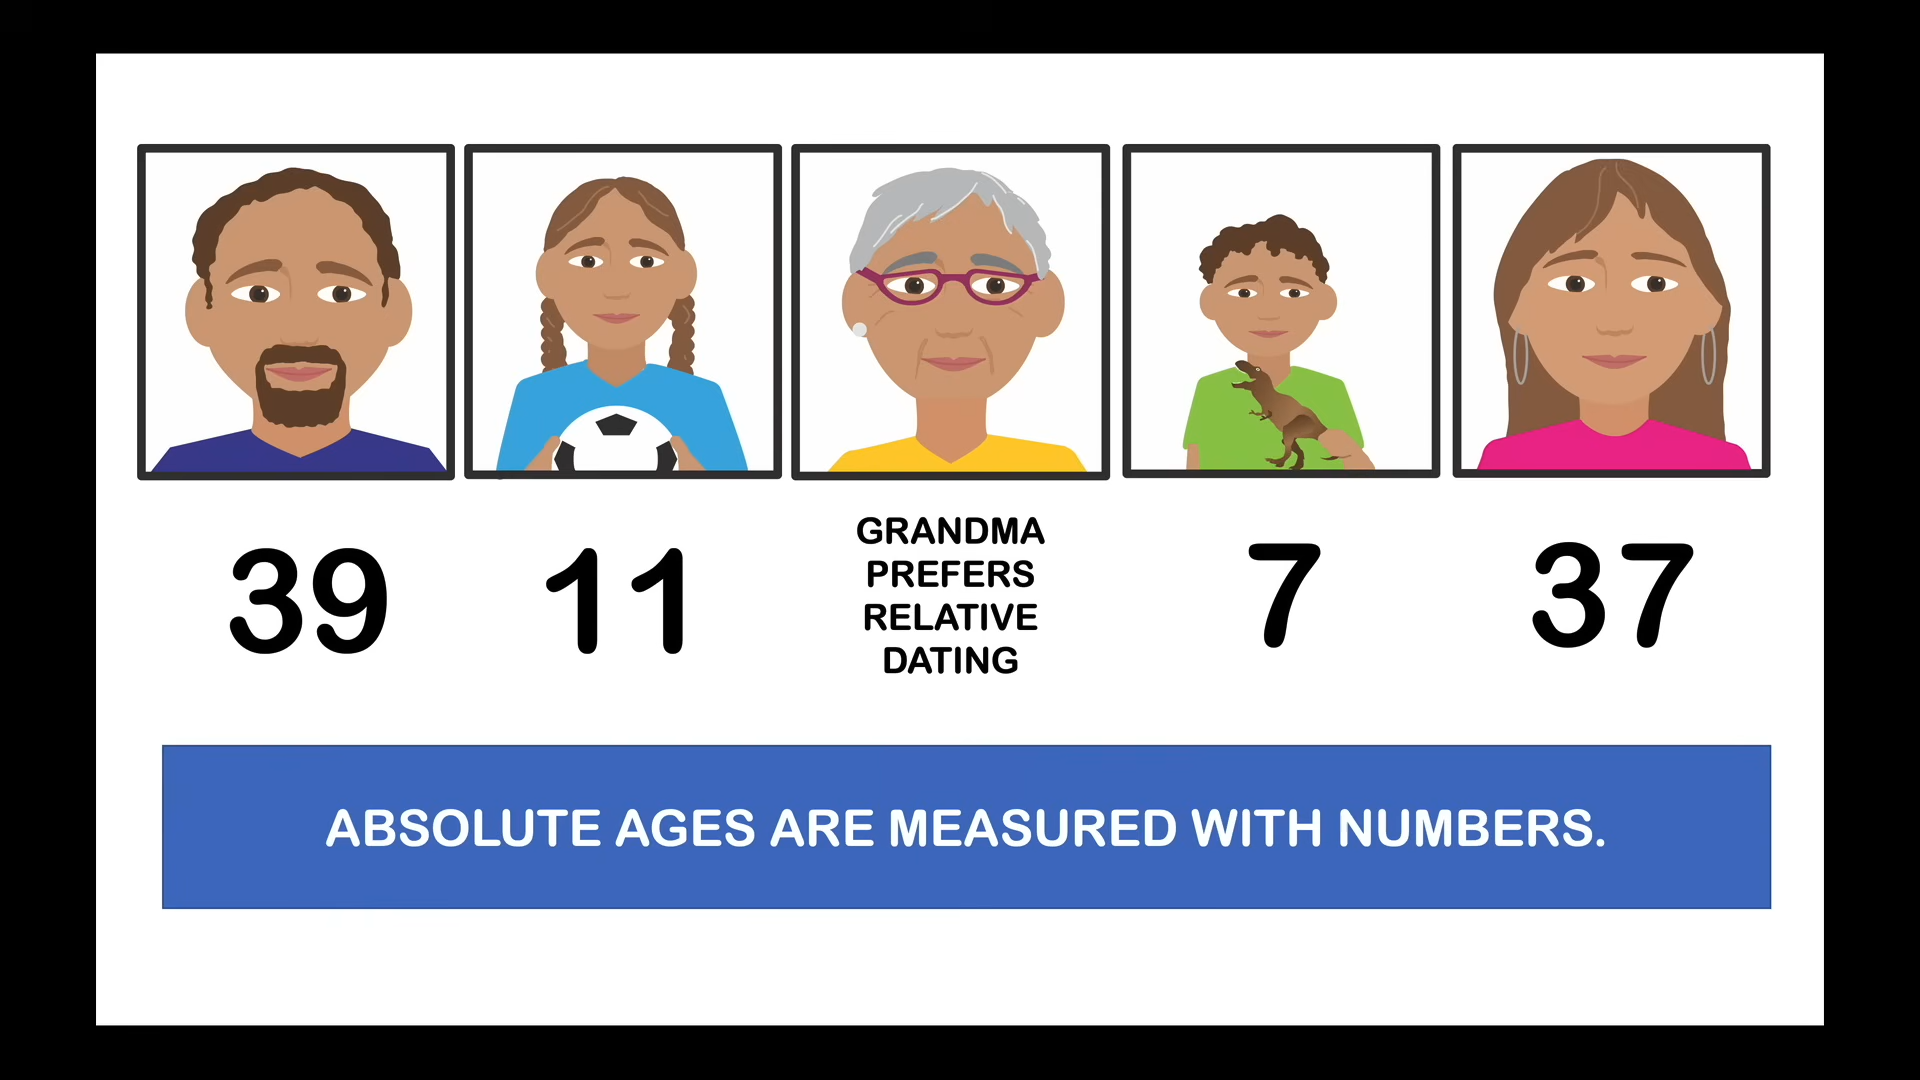 39
11
GRANDMA
PREFERS
RELATIVE
DATING
7
37
ABSOLUTE AGES ARE MEASURED WITH NUMBERS.